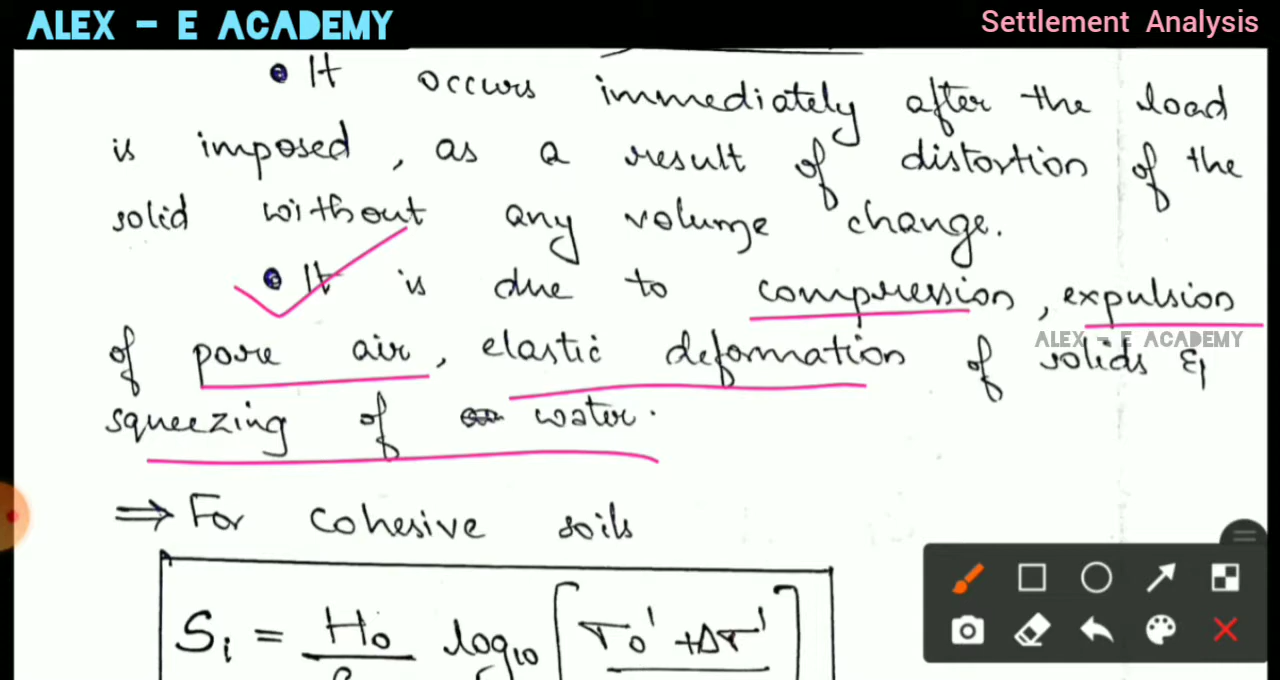 ALEX – E ACADEMY
Settlement Analysis
• It occurs immediately after the load
is imposed, as a result of distortion of the
solid without any volume change.
• It is due to compression, expulsion
of pore air, elastic deformation of solids &
ALEX – E ACADEMY
squeezing of water.
⇒ For cohesive soils
Si = Ho log10 [ σo' + Δσ' ]